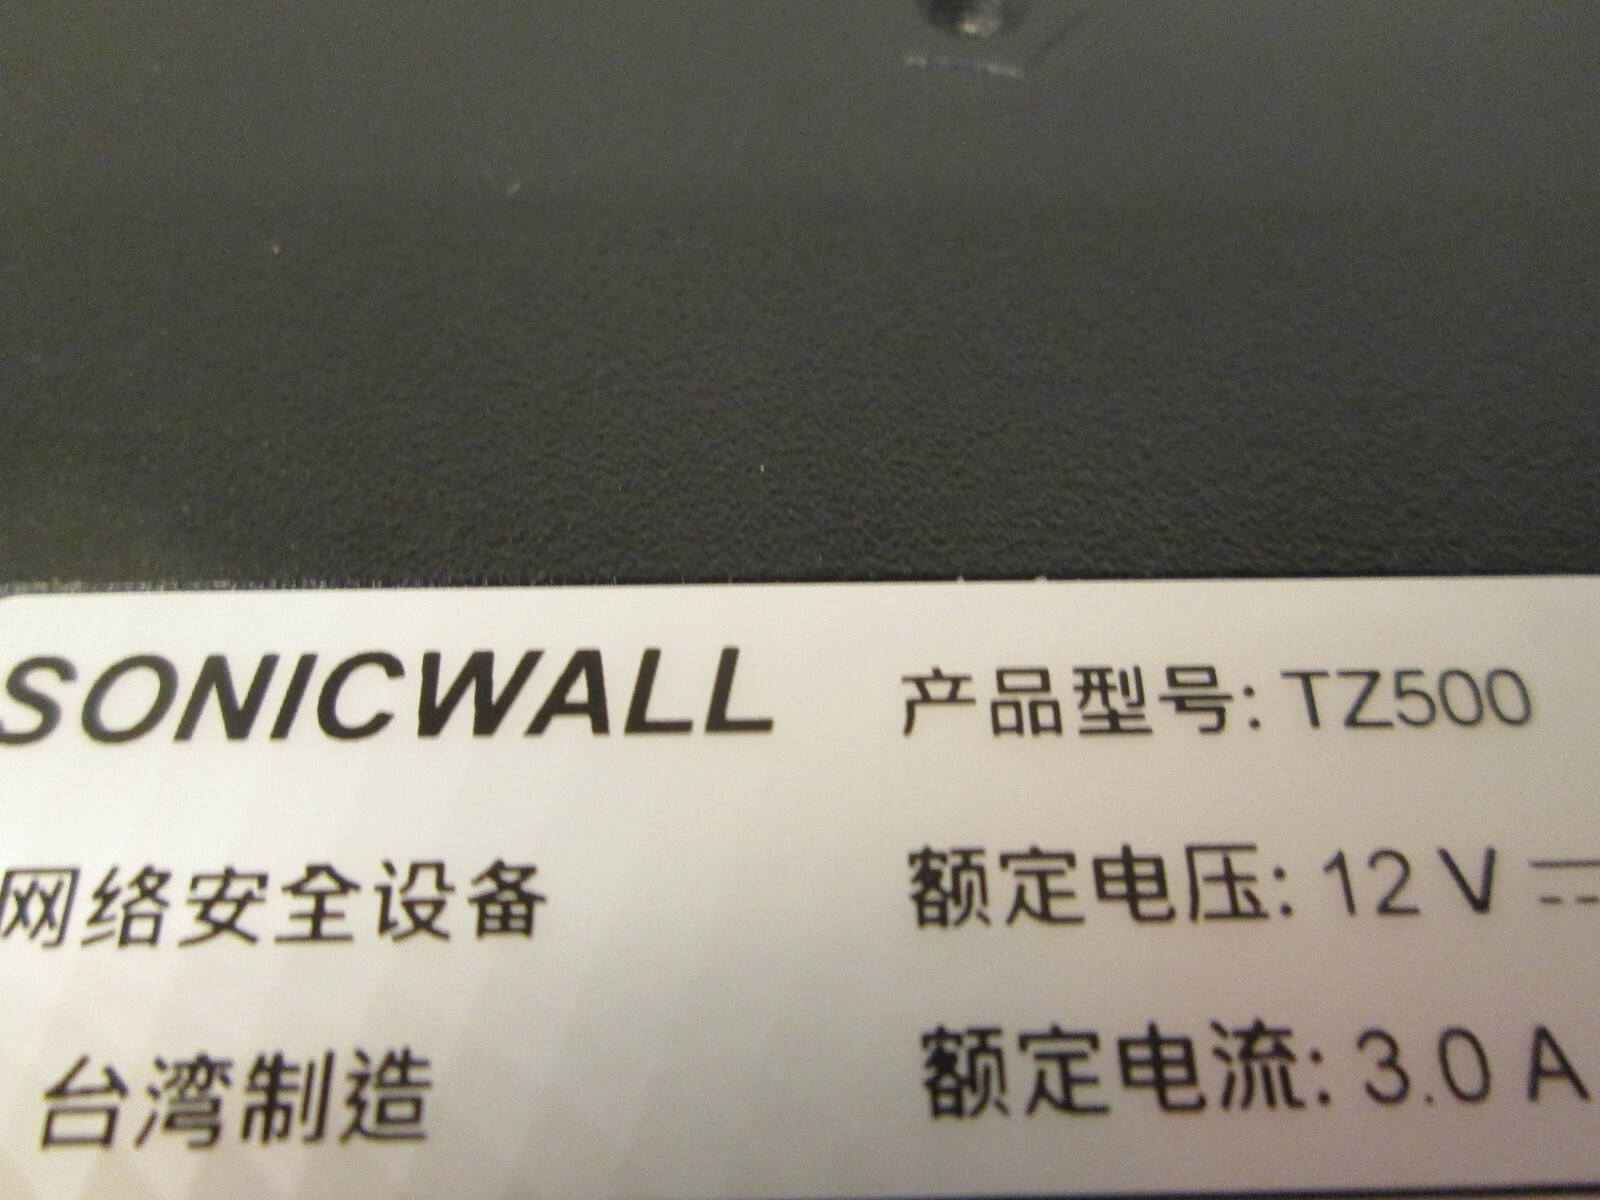 SONICWALL
产品型号: TZ500
网络安全设备
额定电压: 12 V
台湾制造
额定电流: 3.0 A